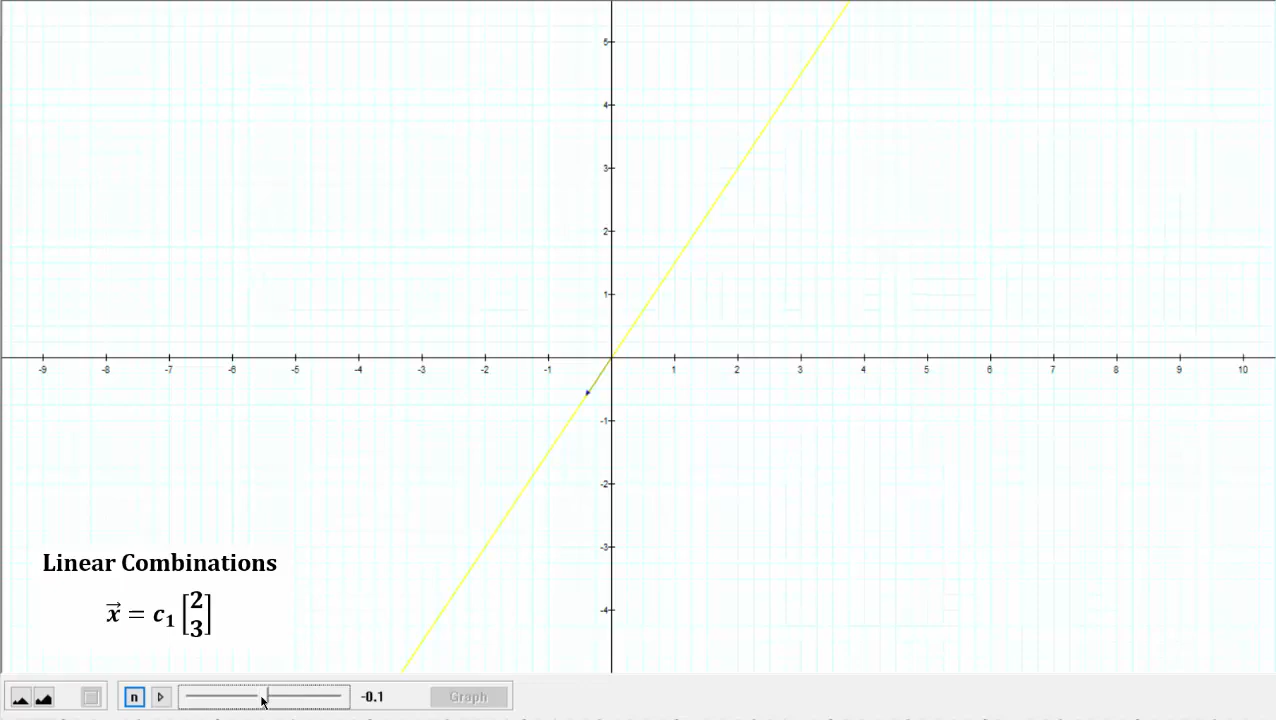 5
4
3
2
1
-9 -8 -7 -6 -5 -4 -3 -2 -1 1 2 3 4 5 6 7 8 9 10
-1
-2
-3
-4
Linear Combinations
x⃗ = c₁ [2 3]
n -0.1 Graph